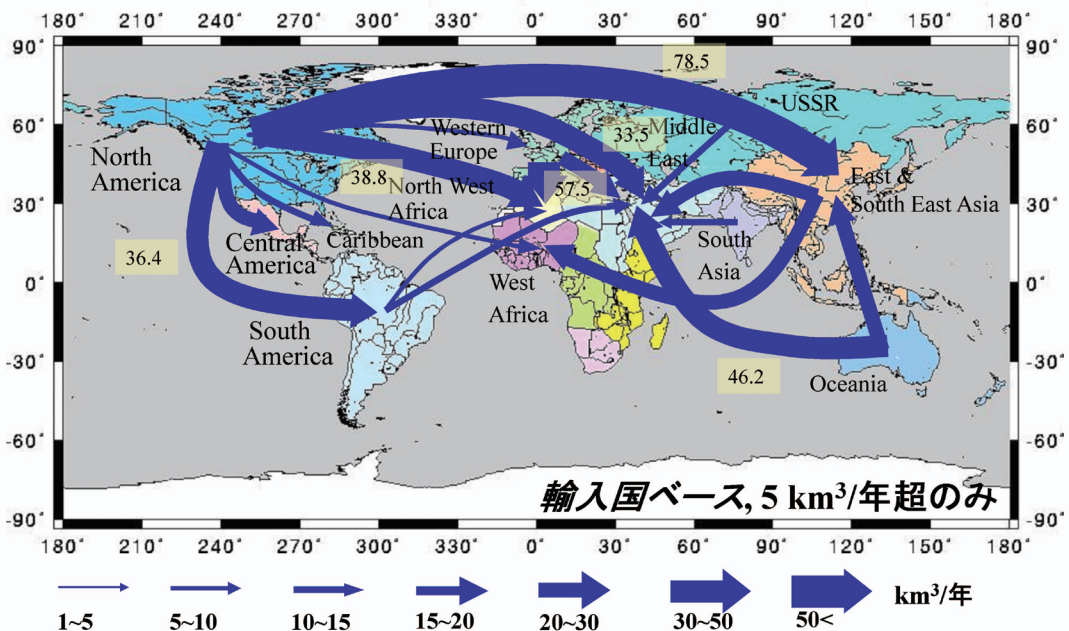 180° 210° 240° 270° 300° 330° 0° 30° 60° 90° 120° 150° 180°
90° 90°
78.5
USSR
60° 60°
Western
Europe
33.5
Middle
East
North
America
38.8
North West
Africa
57.5
East &
South East Asia
30° 30°
Central
America
Caribbean
South
Asia
36.4
West
Africa
0° 0°
South
America
-30° -30°
46.2
Oceania
-60° -60°
輸入国ベース, 5 km³/年超のみ
-90° -90°
180° 210° 240° 270° 300° 330° 0° 30° 60° 90° 120° 150° 180°
km³/年
1~5 5~10 10~15 15~20 20~30 30~50 50<